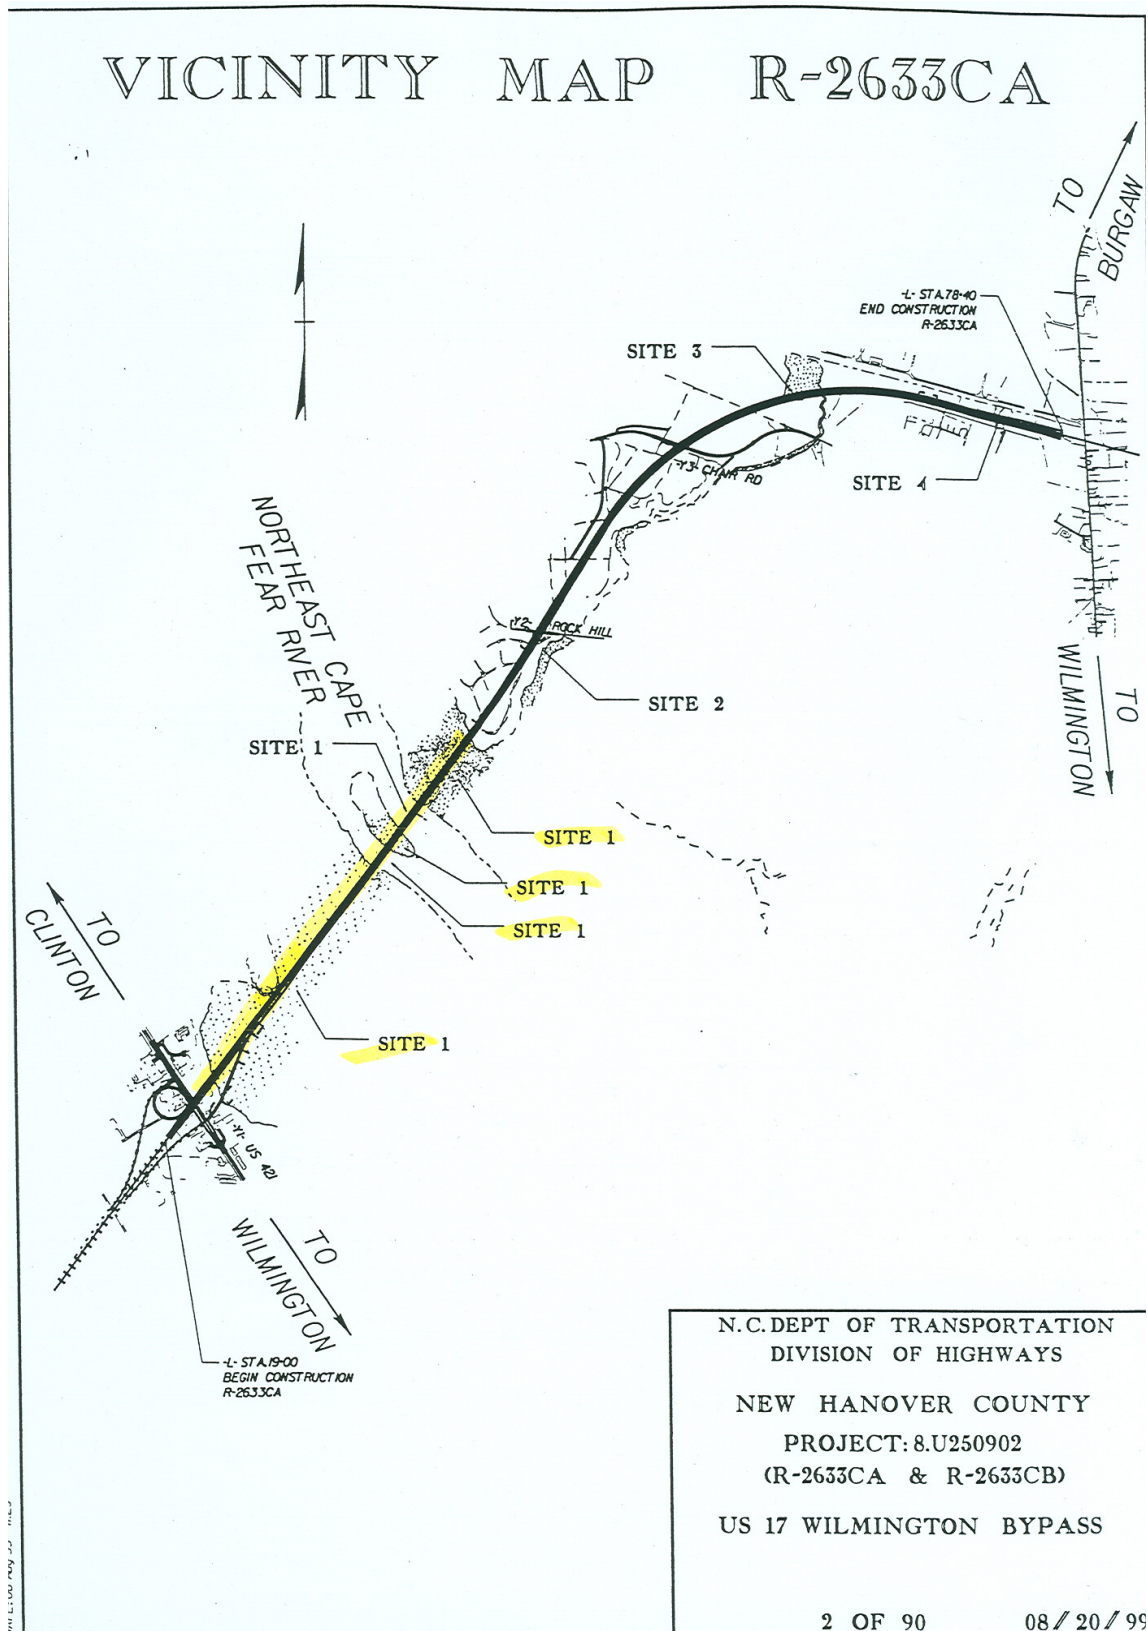 VICINITY MAP R-2633CA
TO
BURGAW
-L- STA.78+40
END CONSTRUCTION
R-2633CA
SITE 3
-Y3- CHAIR RD
SITE 4
NORTHEAST CAPE
FEAR RIVER
-Y2- ROCK HILL
SITE 2
TO
WILMINGTON
SITE 1
SITE 1
SITE 1
SITE 1
TO
CLINTON
SITE 1
-Y1- US 421
TO
WILMINGTON
-L- STA.19+00
BEGIN CONSTRUCTION
R-2633CA
N.C.DEPT OF TRANSPORTATION
DIVISION OF HIGHWAYS
NEW HANOVER COUNTY
PROJECT: 8.U250902
(R-2633CA & R-2633CB)
US 17 WILMINGTON BYPASS
2 OF 90 08/20/99